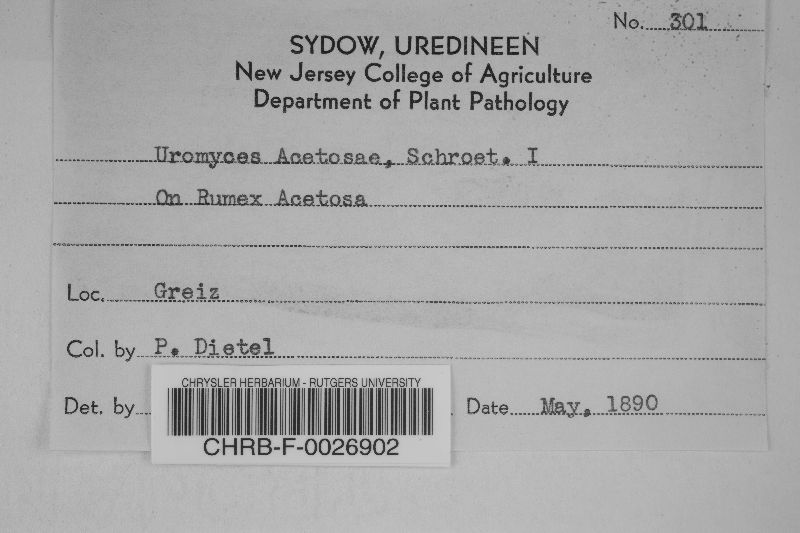 No. 301
SYDOW, UREDINEEN
New Jersey College of Agriculture
Department of Plant Pathology
Uromyces Acetosae, Schroet. I
On Rumex Acetosa
Loc. Greiz
Col. by P. Dietel
Det. by Date May, 1890
CHRYSLER HERBARIUM - RUTGERS UNIVERSITY
CHRB-F-0026902